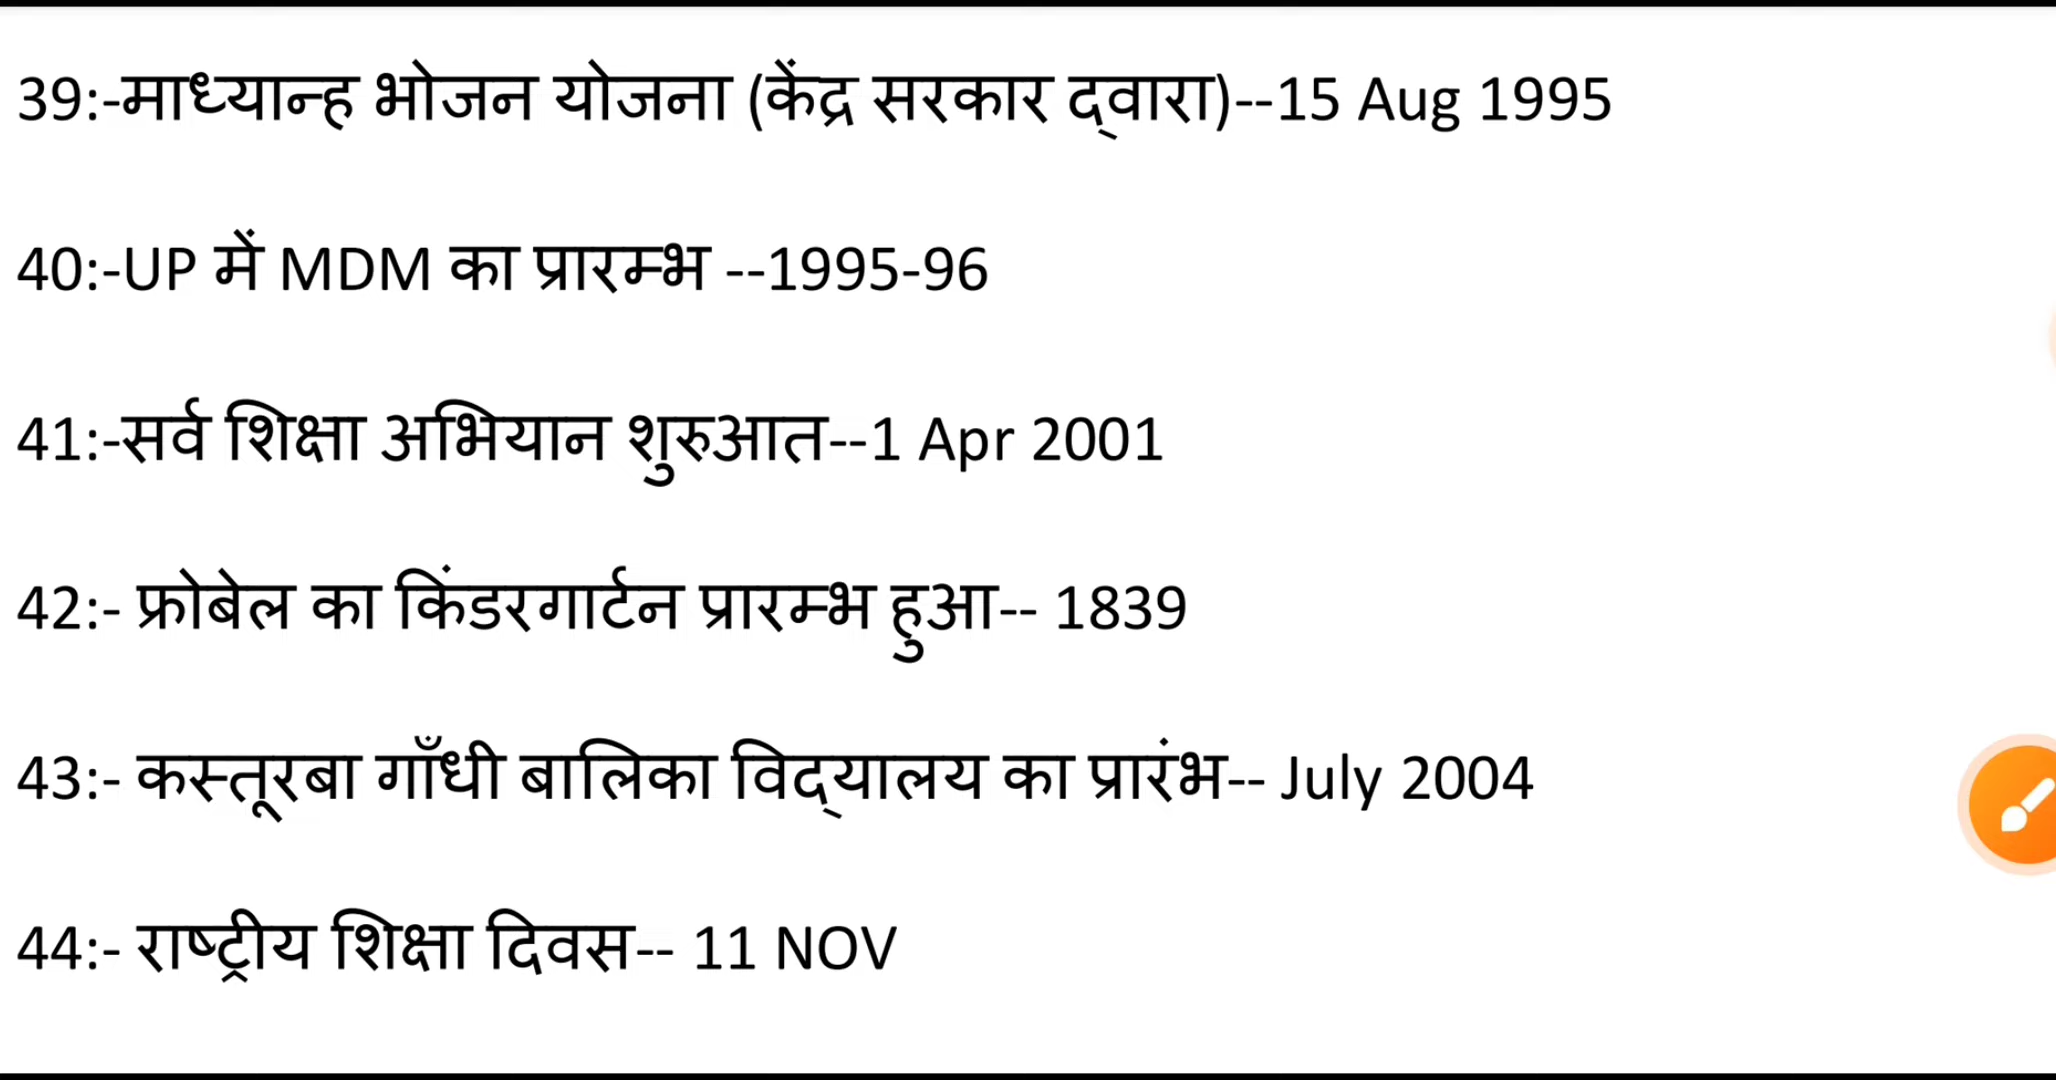 39:-माध्यान्ह भोजन योजना (केंद्र सरकार द्वारा)--15 Aug 1995
40:-UP में MDM का प्रारम्भ --1995-96
41:-सर्व शिक्षा अभियान शुरुआत--1 Apr 2001
42:- फ्रोबेल का किंडरगार्टन प्रारम्भ हुआ-- 1839
43:- कस्तूरबा गाँधी बालिका विद्यालय का प्रारंभ-- July 2004
44:- राष्ट्रीय शिक्षा दिवस-- 11 NOV